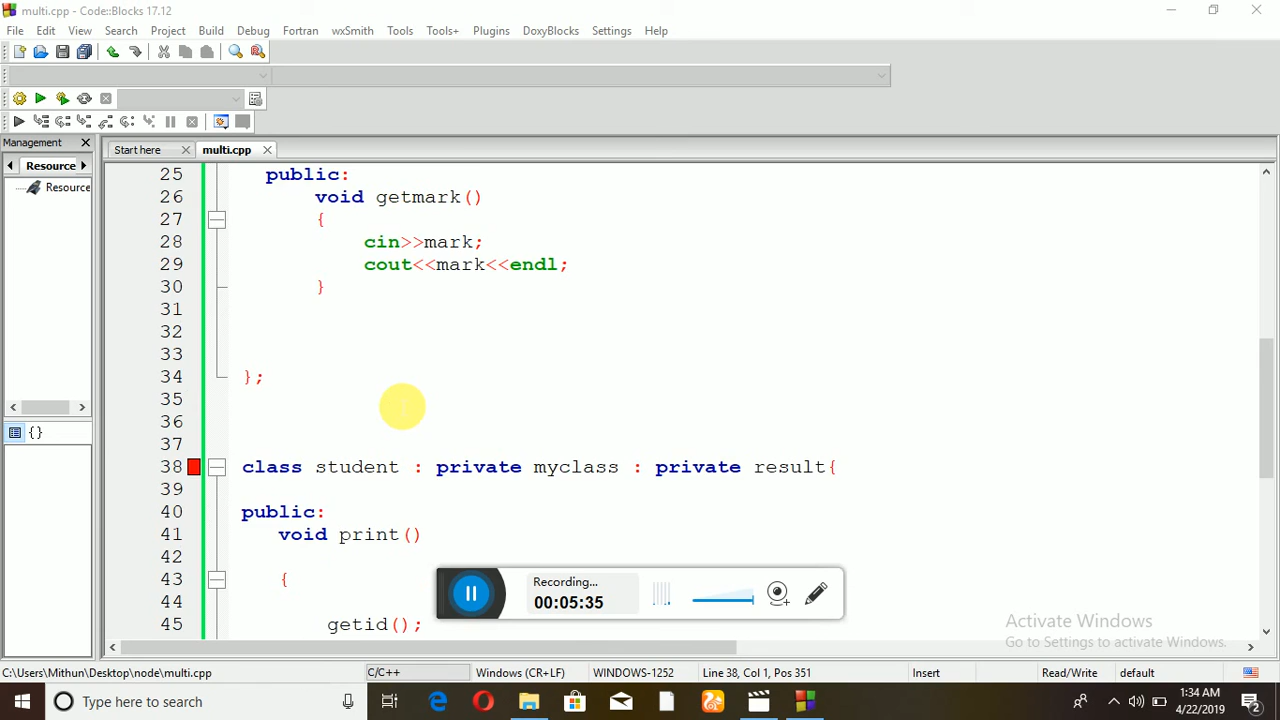 multi.cpp - Code::Blocks 17.12
File Edit View Search Project Build Debug Fortran wxSmith Tools Tools+ Plugins DoxyBlocks Settings Help
Management
Start here
multi.cpp
Resource
Resource
{}
25 public:
26 void getmark()
27 {
28 cin>>mark;
29 cout<<mark<<endl;
30 }
31
32
33
34 };
35
36
37
38 class student : private myclass : private result{
39
40 public:
41 void print()
42
43 {
44
45 getid();
Recording...
00:05:35
Activate Windows
Go to Settings to activate Windows.
C:\Users\Mithun\Desktop\node\multi.cpp C/C++ Windows (CR+LF) WINDOWS-1252 Line 38, Col 1, Pos 351 Insert Read/Write default
Type here to search
1:34 AM
4/22/2019
2